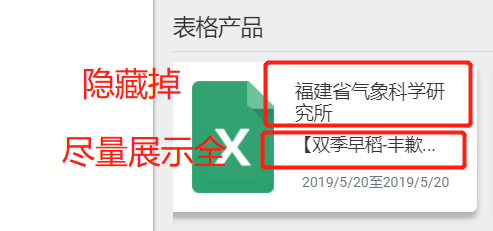 表格产品
隐藏掉
福建省气象科学研
究所
尽量展示全
X
【双季早稻-丰歉...
2019/5/20至2019/5/20